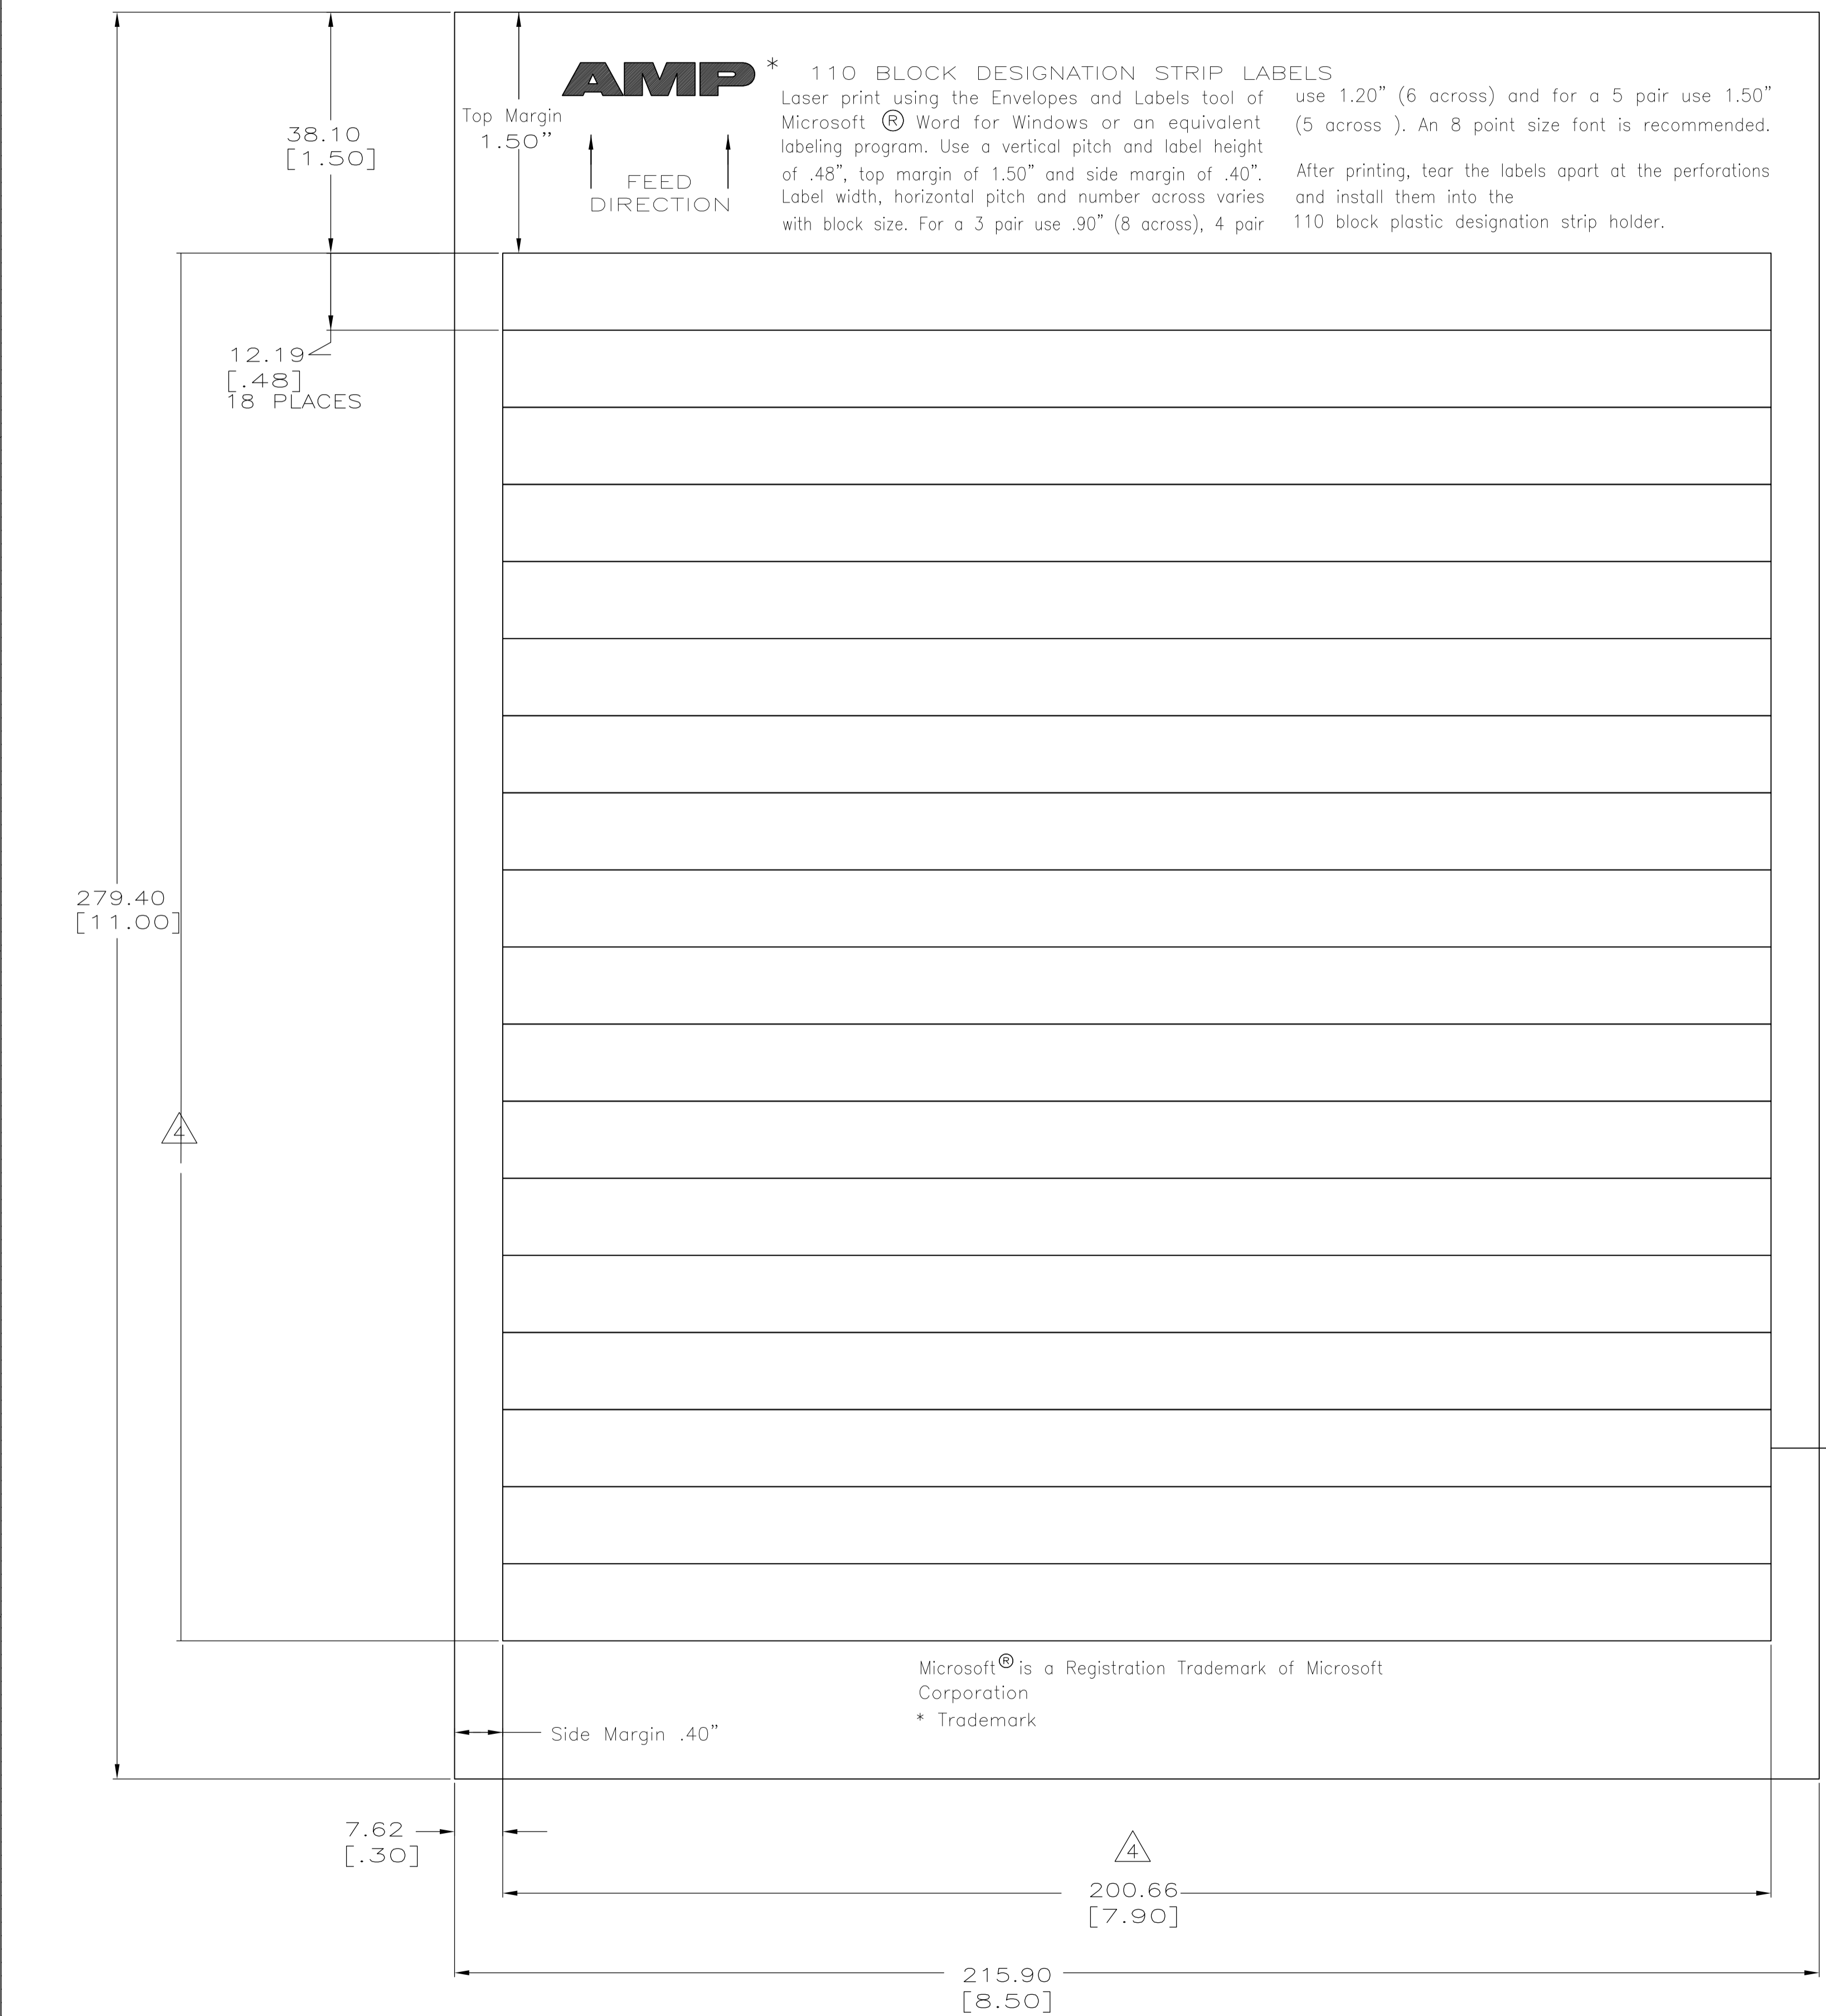 AMP *
110 BLOCK DESIGNATION STRIP LABELS
Laser print using the Envelopes and Labels tool of
Microsoft ® Word for Windows or an equivalent
labeling program. Use a vertical pitch and label height
of .48", top margin of 1.50" and side margin of .40".
Label width, horizontal pitch and number across varies
with block size. For a 3 pair use .90" (8 across), 4 pair
use 1.20" (6 across) and for a 5 pair use 1.50"
(5 across ). An 8 point size font is recommended.
After printing, tear the labels apart at the perforations
and install them into the
110 block plastic designation strip holder.
Top Margin
1.50"
FEED
DIRECTION
38.10
[1.50]
12.19
[.48]
18 PLACES
279.40
[11.00]
4
Microsoft® is a Registration Trademark of Microsoft
Corporation
* Trademark
Side Margin .40"
7.62
[.30]
4
200.66
[7.90]
215.90
[8.50]